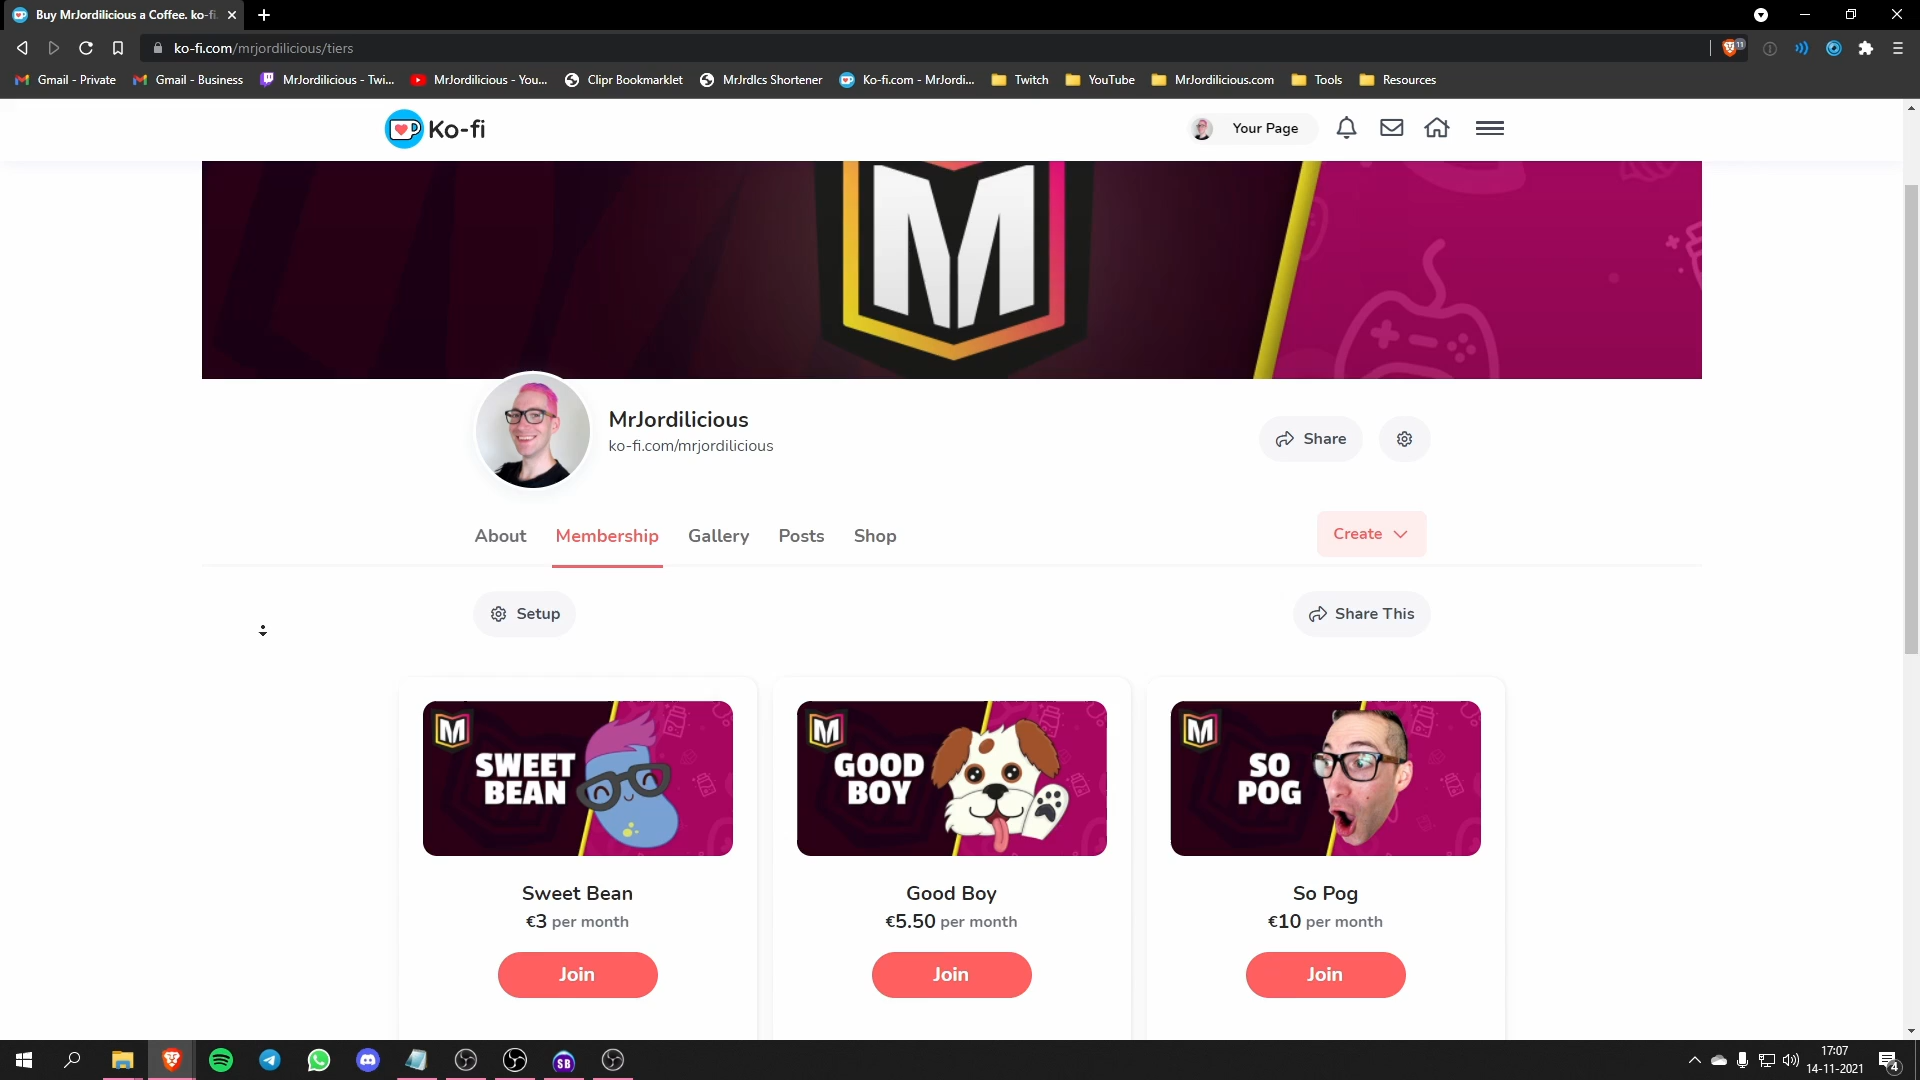 Buy MrJordilicious a Coffee. ko-fi.
ko-fi.com/mrjordilicious/tiers
11
Gmail - Private
Gmail - Business
MrJordilicious - Twi...
MrJordilicious - You...
Clipr Bookmarklet
MrJrdlcs Shortener
Ko-fi.com - MrJordi...
Twitch
YouTube
MrJordilicious.com
Tools
Resources
Ko-fi
Your Page
M
MrJordilicious
ko-fi.com/mrjordilicious
Share
About
Membership
Gallery
Posts
Shop
Create
Setup
Share This
M
SWEET
BEAN
M
GOOD
BOY
M
SO
POG
Sweet Bean
€3 per month
Join
Good Boy
€5.50 per month
Join
So Pog
€10 per month
Join
SB
17:07
14-11-2021
4